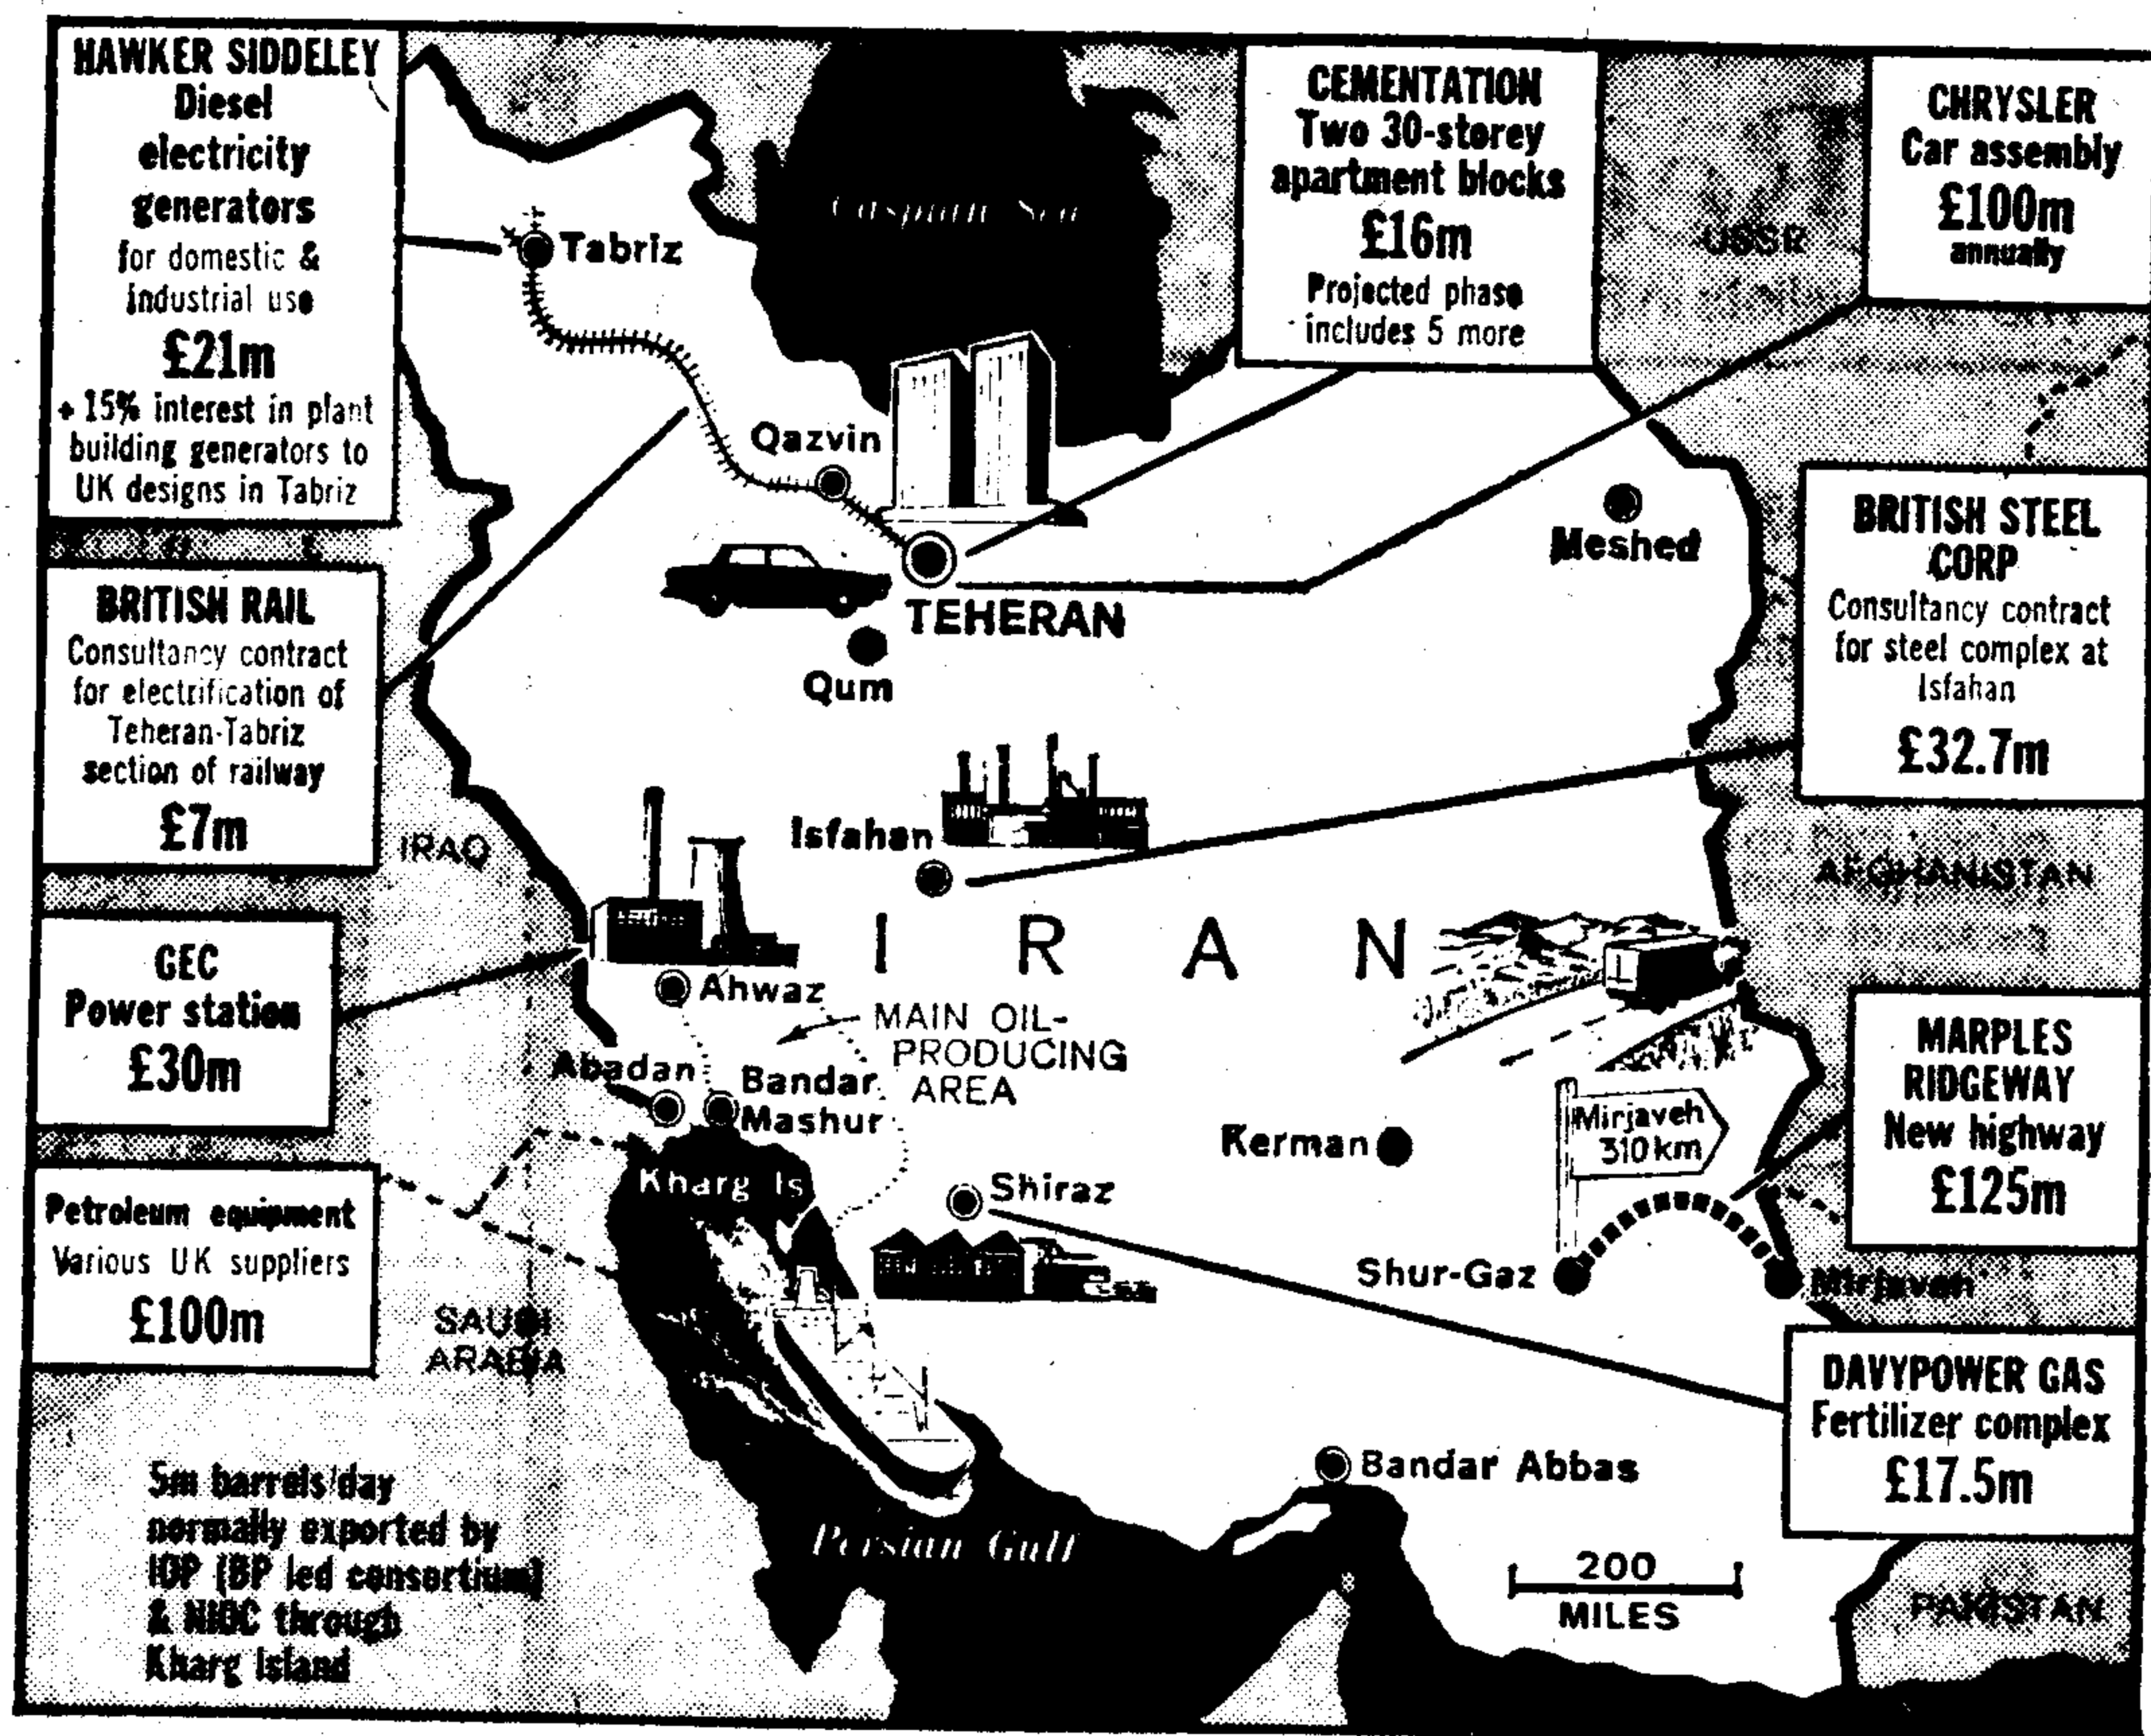 HAWKER SIDDELEY
Diesel
electricity
generators
for domestic &
industrial use
£21m
+ 15% interest in plant
building generators to
UK designs in Tabriz
BRITISH RAIL
Consultancy contract
for electrification of
Teheran-Tabriz
section of railway
£7m
GEC
Power station
£30m
Petroleum equipment
Various UK suppliers
£100m
5m barrels/day
normally exported by
IOP (BP led consortium)
& NIOC through
Kharg Island
CEMENTATION
Two 30-storey
apartment blocks
£16m
Projected phase
includes 5 more
CHRYSLER
Car assembly
£100m
annually
BRITISH STEEL
CORP
Consultancy contract
for steel complex at
Isfahan
£32.7m
MARPLES
RIDGEWAY
New highway
£125m
DAVYPOWER GAS
Fertilizer complex
£17.5m
Caspian Sea
USSR
Tabriz
Qazvin
Meshed
TEHERAN
Qum
Isfahan
IRAQ
AFGHANISTAN
IRAN
Ahwaz
MAIN OIL-
PRODUCING
AREA
Abadan
Bandar
Mashur
Kerman
Mirjaveh
310km
Kharg Is
Shiraz
Shur-Gaz
Mirjaveh
SAUDI
ARABIA
Bandar Abbas
Persian Gulf
200
MILES
PAKISTAN